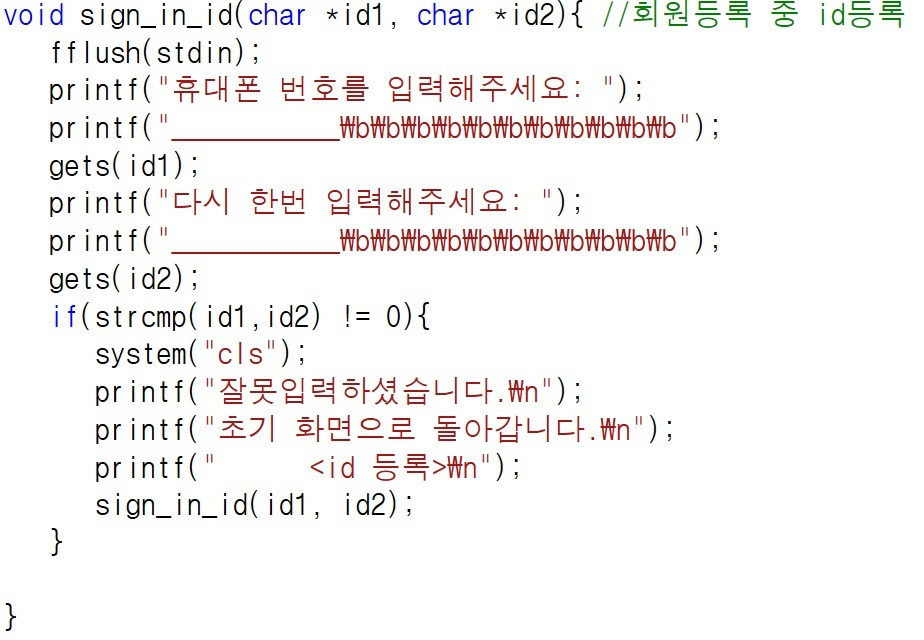 void sign_in_id(char *id1, char *id2){ //회원등록 중 id등록
fflush(stdin);
printf("휴대폰 번호를 입력해주세요: ");
printf("___________₩b₩b₩b₩b₩b₩b₩b₩b₩b₩b₩b");
gets(id1);
printf("다시 한번 입력해주세요: ");
printf("___________₩b₩b₩b₩b₩b₩b₩b₩b₩b₩b₩b");
gets(id2);
if(strcmp(id1,id2) != 0){
system("cls");
printf("잘못입력하셨습니다.₩n");
printf("초기 화면으로 돌아갑니다.₩n");
printf("      <id 등록>₩n");
sign_in_id(id1, id2);
}
}